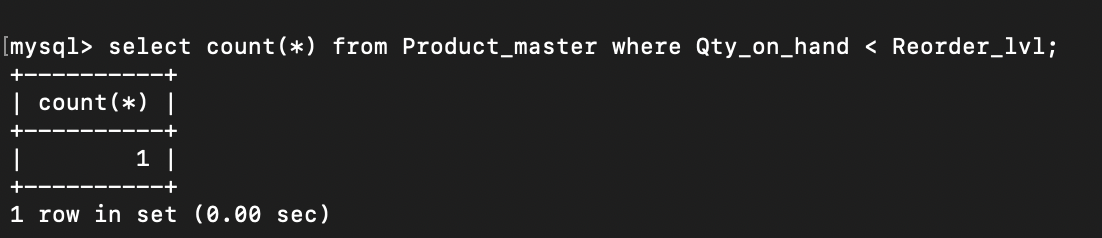 [mysql> select count(*) from Product_master where Qty_on_hand < Reorder_lvl;
+----------+
| count(*) |
+----------+
|        1 |
+----------+
1 row in set (0.00 sec)